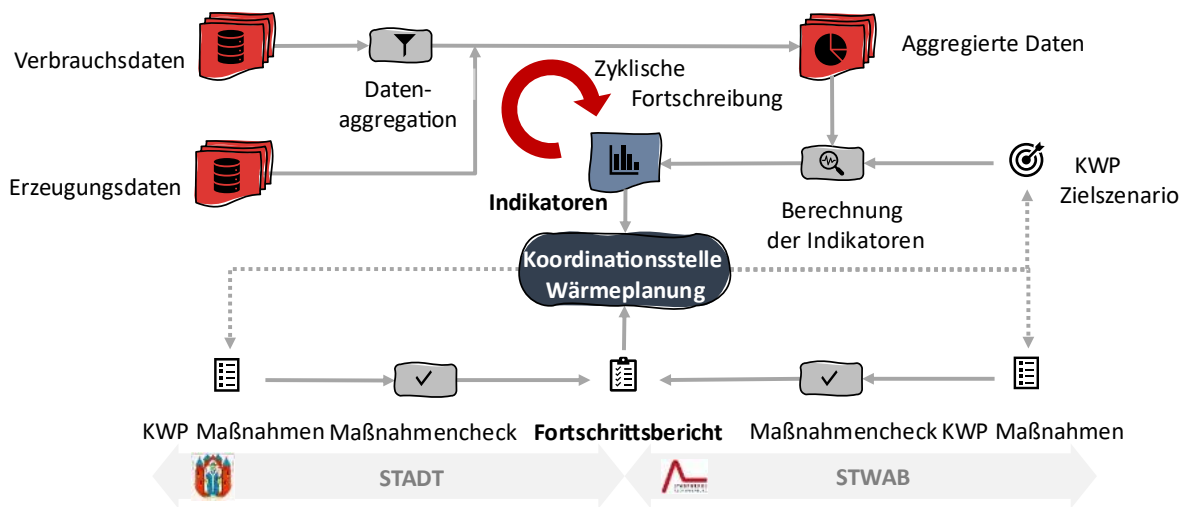 Verbrauchsdaten
Daten-
aggregation
Zyklische
Fortschreibung
Aggregierte Daten
Erzeugungsdaten
Indikatoren
Berechnung
der Indikatoren
KWP
Zielszenario
Koordinationsstelle
Wärmeplanung
KWP Maßnahmen
Maßnahmencheck
Fortschrittsbericht
Maßnahmencheck
KWP Maßnahmen
STADT
STWAB